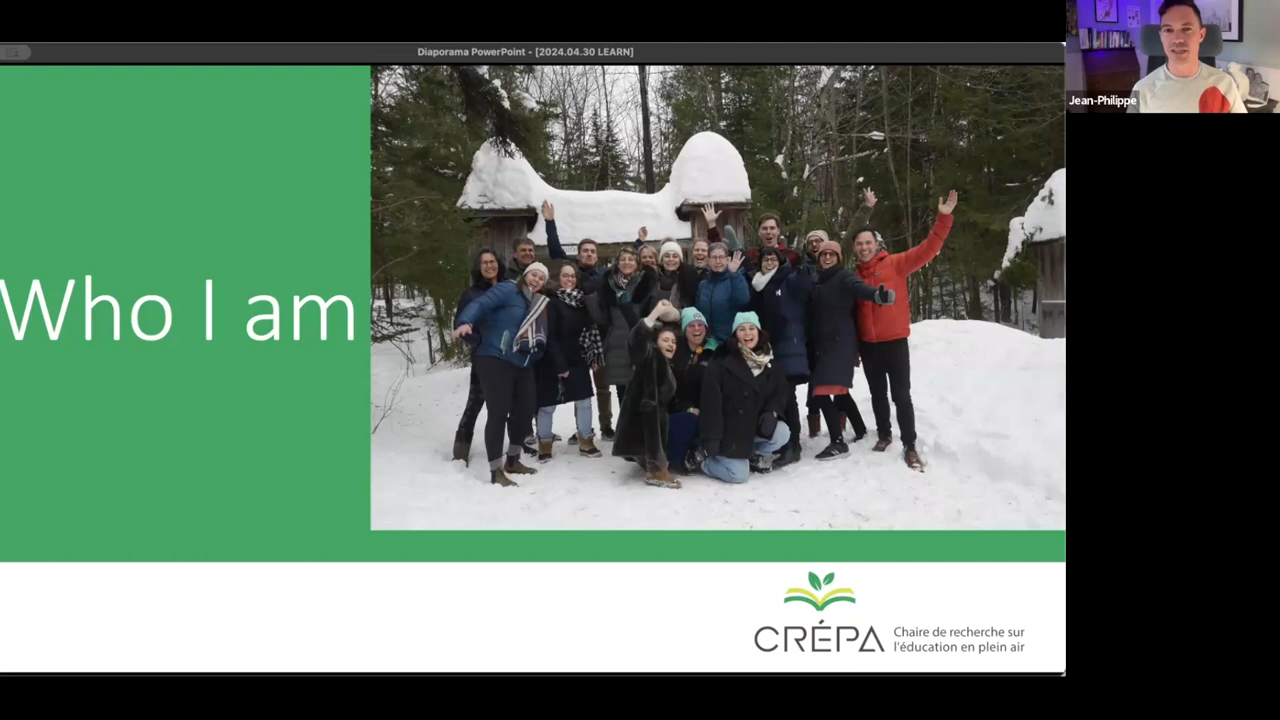 Diaporama PowerPoint - [2024.04.30 LEARN]
Jean-Philippe
Who I am
CRÉPA
Chaire de recherche sur
l'éducation en plein air